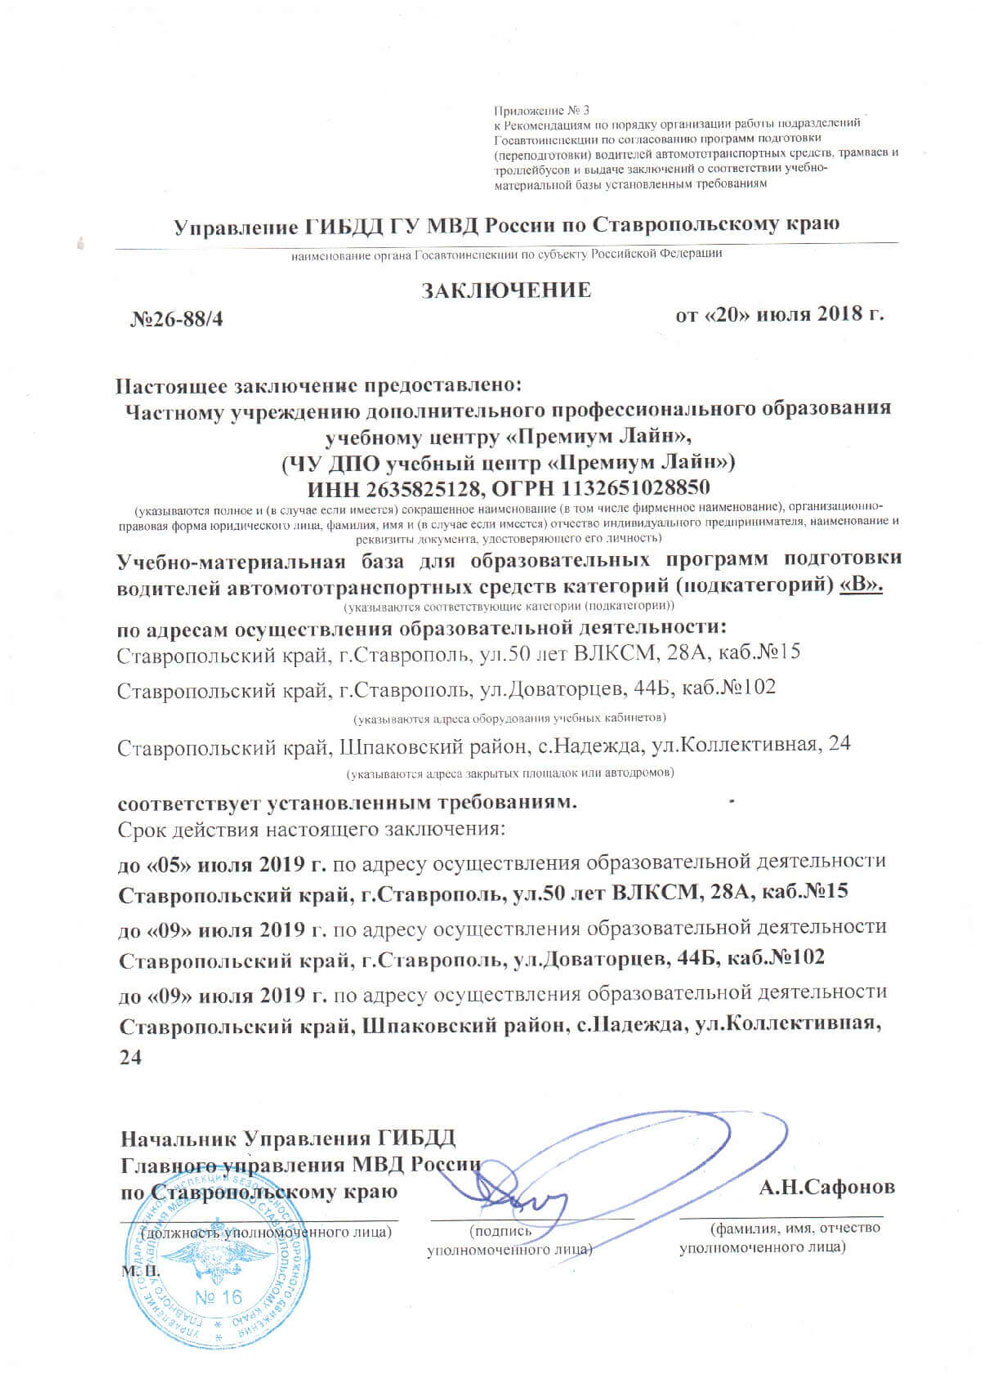 Приложение № 3
к Рекомендациям по порядку организации работы подразделений
Госавтоинспекции по согласованию программ подготовки
(переподготовки) водителей автомототранспортных средств, трамваев и
троллейбусов и выдаче заключений о соответствии учебно-
материальной базы установленным требованиям
Управление ГИБДД ГУ МВД России по Ставропольскому краю
наименование органа Госавтоинспекции по субъекту Российской Федерации
ЗАКЛЮЧЕНИЕ
№26-88/4 от «20» июля 2018 г.
Настоящее заключение предоставлено:
Частному учреждению дополнительного профессионального образования
учебному центру «Премиум Лайн»,
(ЧУ ДПО учебный центр «Премиум Лайн»)
ИНН 2635825128, ОГРН 1132651028850
(указываются полное и (в случае если имеется) сокращенное наименование (в том числе фирменное наименование), организационно-
правовая форма юридического лица, фамилия, имя и (в случае если имеется) отчество индивидуального предпринимателя, наименование и
реквизиты документа, удостоверяющего его личность)
Учебно-материальная база для образовательных программ подготовки
водителей автомототранспортных средств категорий (подкатегорий) «В».
(указываются соответствующие категории (подкатегории))
по адресам осуществления образовательной деятельности:
Ставропольский край, г.Ставрополь, ул.50 лет ВЛКСМ, 28А, каб.№15
Ставропольский край, г.Ставрополь, ул.Доваторцев, 44Б, каб.№102
(указываются адреса оборудования учебных кабинетов)
Ставропольский край, Шпаковский район, с.Надежда, ул.Коллективная, 24
(указываются адреса закрытых площадок или автодромов)
соответствует установленным требованиям.
Срок действия настоящего заключения:
до «05» июля 2019 г. по адресу осуществления образовательной деятельности
Ставропольский край, г.Ставрополь, ул.50 лет ВЛКСМ, 28А, каб.№15
до «09» июля 2019 г. по адресу осуществления образовательной деятельности
Ставропольский край, г.Ставрополь, ул.Доваторцев, 44Б, каб.№102
до «09» июля 2019 г. по адресу осуществления образовательной деятельности
Ставропольский край, Шпаковский район, с.Надежда, ул.Коллективная,
24
Начальник Управления ГИБДД
Главного управления МВД России
по Ставропольскому краю А.Н.Сафонов
(должность уполномоченного лица) (подпись уполномоченного лица) (фамилия, имя, отчество уполномоченного лица)
М. П.
№ 16